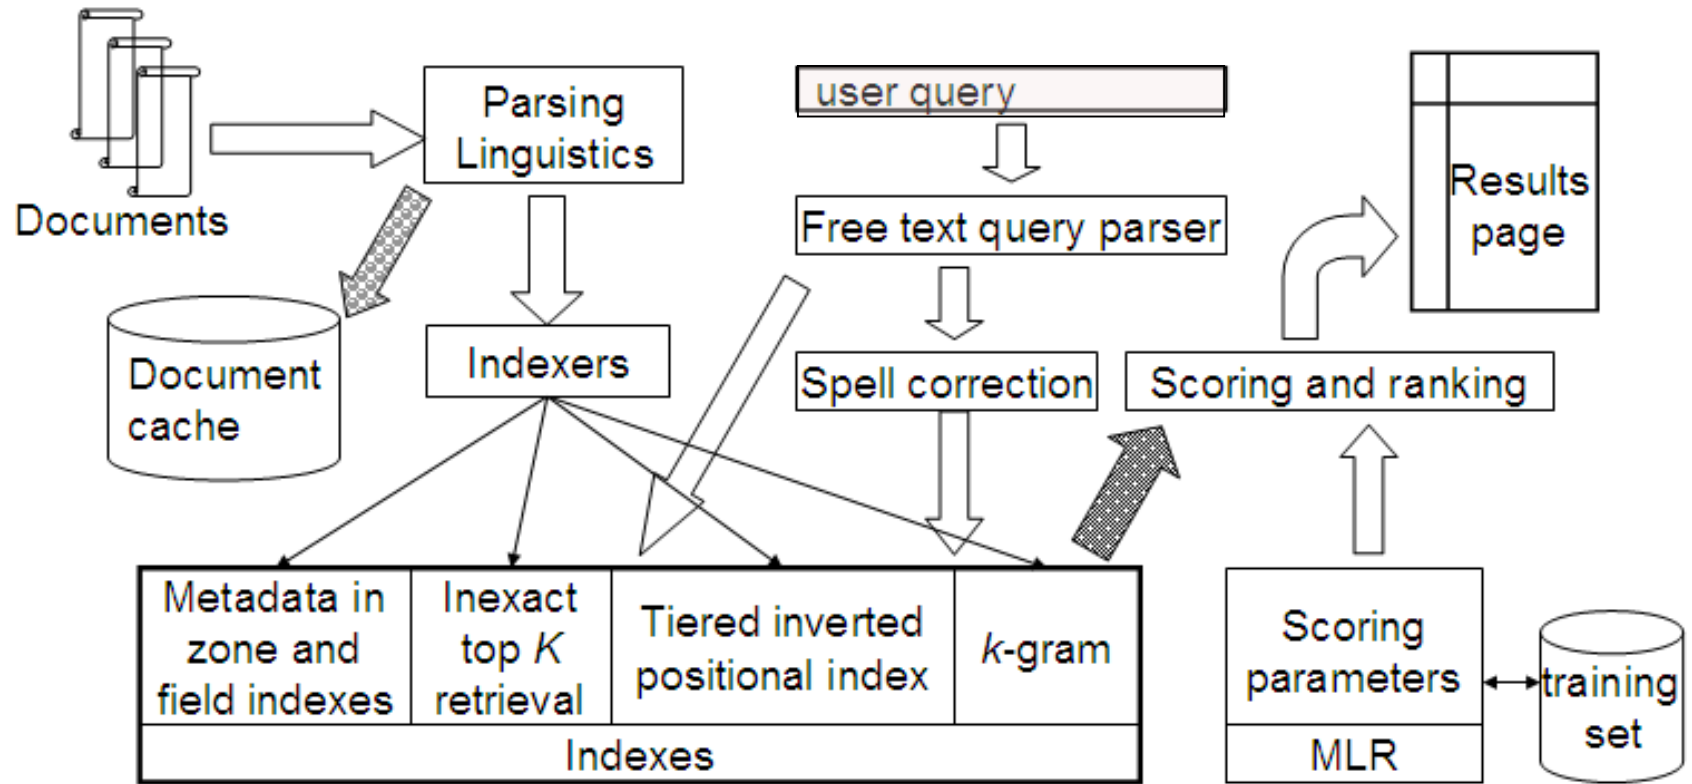 Documents
Parsing
Linguistics
user query
Free text query parser
Results
page
Document
cache
Indexers
Spell correction
Scoring and ranking
Metadata in
zone and
field indexes
Inexact
top K
retrieval
Tiered inverted
positional index
k-gram
Indexes
Scoring
parameters
MLR
training
set